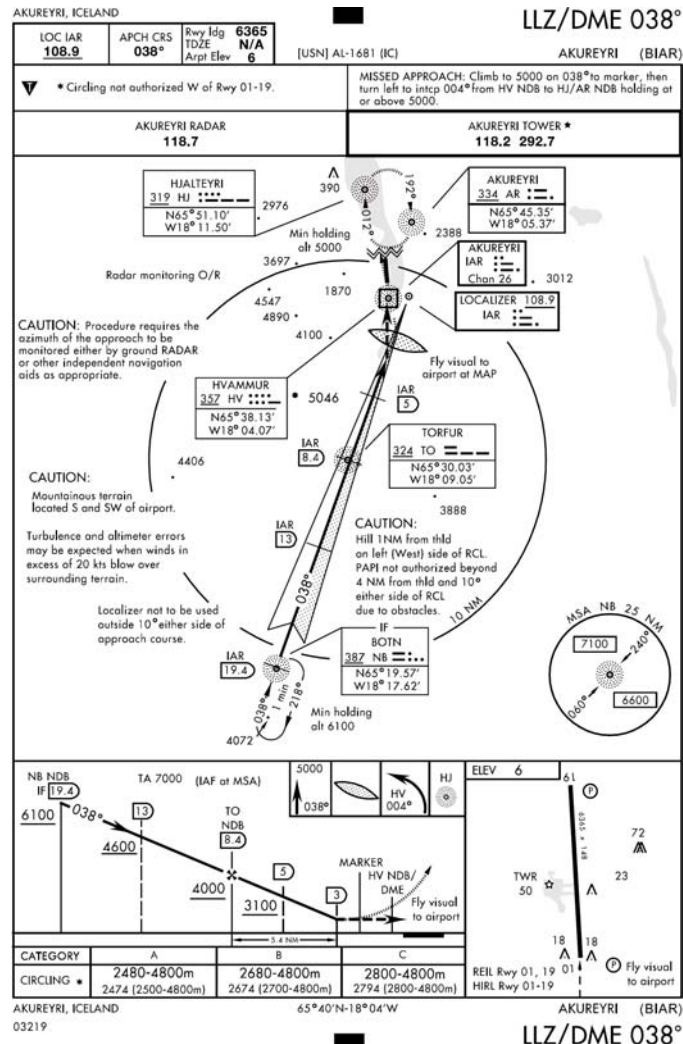 AKUREYRI, ICELAND
LLZ/DME 038°
LOC IAR
108.9
APCH CRS
038°
Rwy ldg 6365
TDZE N/A
Arpt Elev 6
[USN] AL-1681 (IC)
AKUREYRI (BIAR)
T
* Circling not authorized W of Rwy 01-19.
MISSED APPROACH: Climb to 5000 on 038° to marker, then
turn left to intcp 004° from HV NDB to HJ/AR NDB holding at
or above 5000.
AKUREYRI RADAR
118.7
AKUREYRI TOWER *
118.2 292.7
HJALTEYRI
319 HJ
N65°51.10'
W18°11.50'
2976
390
012°
192°
AKUREYRI
334 AR
N65°45.35'
W18°05.37'
2388
Min holding
alt 5000
3697
Radar monitoring O/R
1870
4547
4890
4100
AKUREYRI
IAR
Chan 26
3012
LOCALIZER 108.9
IAR
CAUTION: Procedure requires the
azimuth of the approach to be
monitored either by ground RADAR
or other independent navigation
aids as appropriate.
Fly visual to
airport at MAP
HVAMMUR
357 HV
N65°38.13'
W18°04.07'
5046
IAR
5
IAR
8.4
TORFUR
324 TO
N65°30.03'
W18°09.05'
4406
3888
CAUTION:
Mountainous terrain
located S and SW of airport.
Turbulence and altimeter errors
may be expected when winds in
excess of 20 kts blow over
surrounding terrain.
IAR
13
CAUTION:
Hill 1NM from thld
on left (West) side of RCL.
PAPI not authorized beyond
4 NM from thld and 10°
either side of RCL
due to obstacles.
10 NM
038°
Localizer not to be used
outside 10° either side of
approach course.
IAR
19.4
IF
BOTN
387 NB
N65°19.57'
W18°17.62'
038°
1 min
218°
4072
Min holding
alt 6100
MSA NB 25 NM
7100
240°
060°
6600
NB NDB
IF 19.4
6100
038°
TA 7000 (IAF at MSA)
13
4600
TO
NDB
8.4
4000
5
3100
3
MARKER
HV NDB/
DME
Fly visual
to airport
5.4 NM
5000
038°
HV
004°
HJ
ELEV 6
19
P
6365 x 148
72
23
TWR
50
18
18
01
REIL Rwy 01, 19
HIRL Rwy 01-19
P Fly visual
to airport
CATEGORY A B C
CIRCLING * 2480-4800m 2680-4800m 2800-4800m
2474 (2500-4800m) 2674 (2700-4800m) 2794 (2800-4800m)
AKUREYRI, ICELAND
65°40'N-18°04'W
AKUREYRI (BIAR)
03219
LLZ/DME 038°